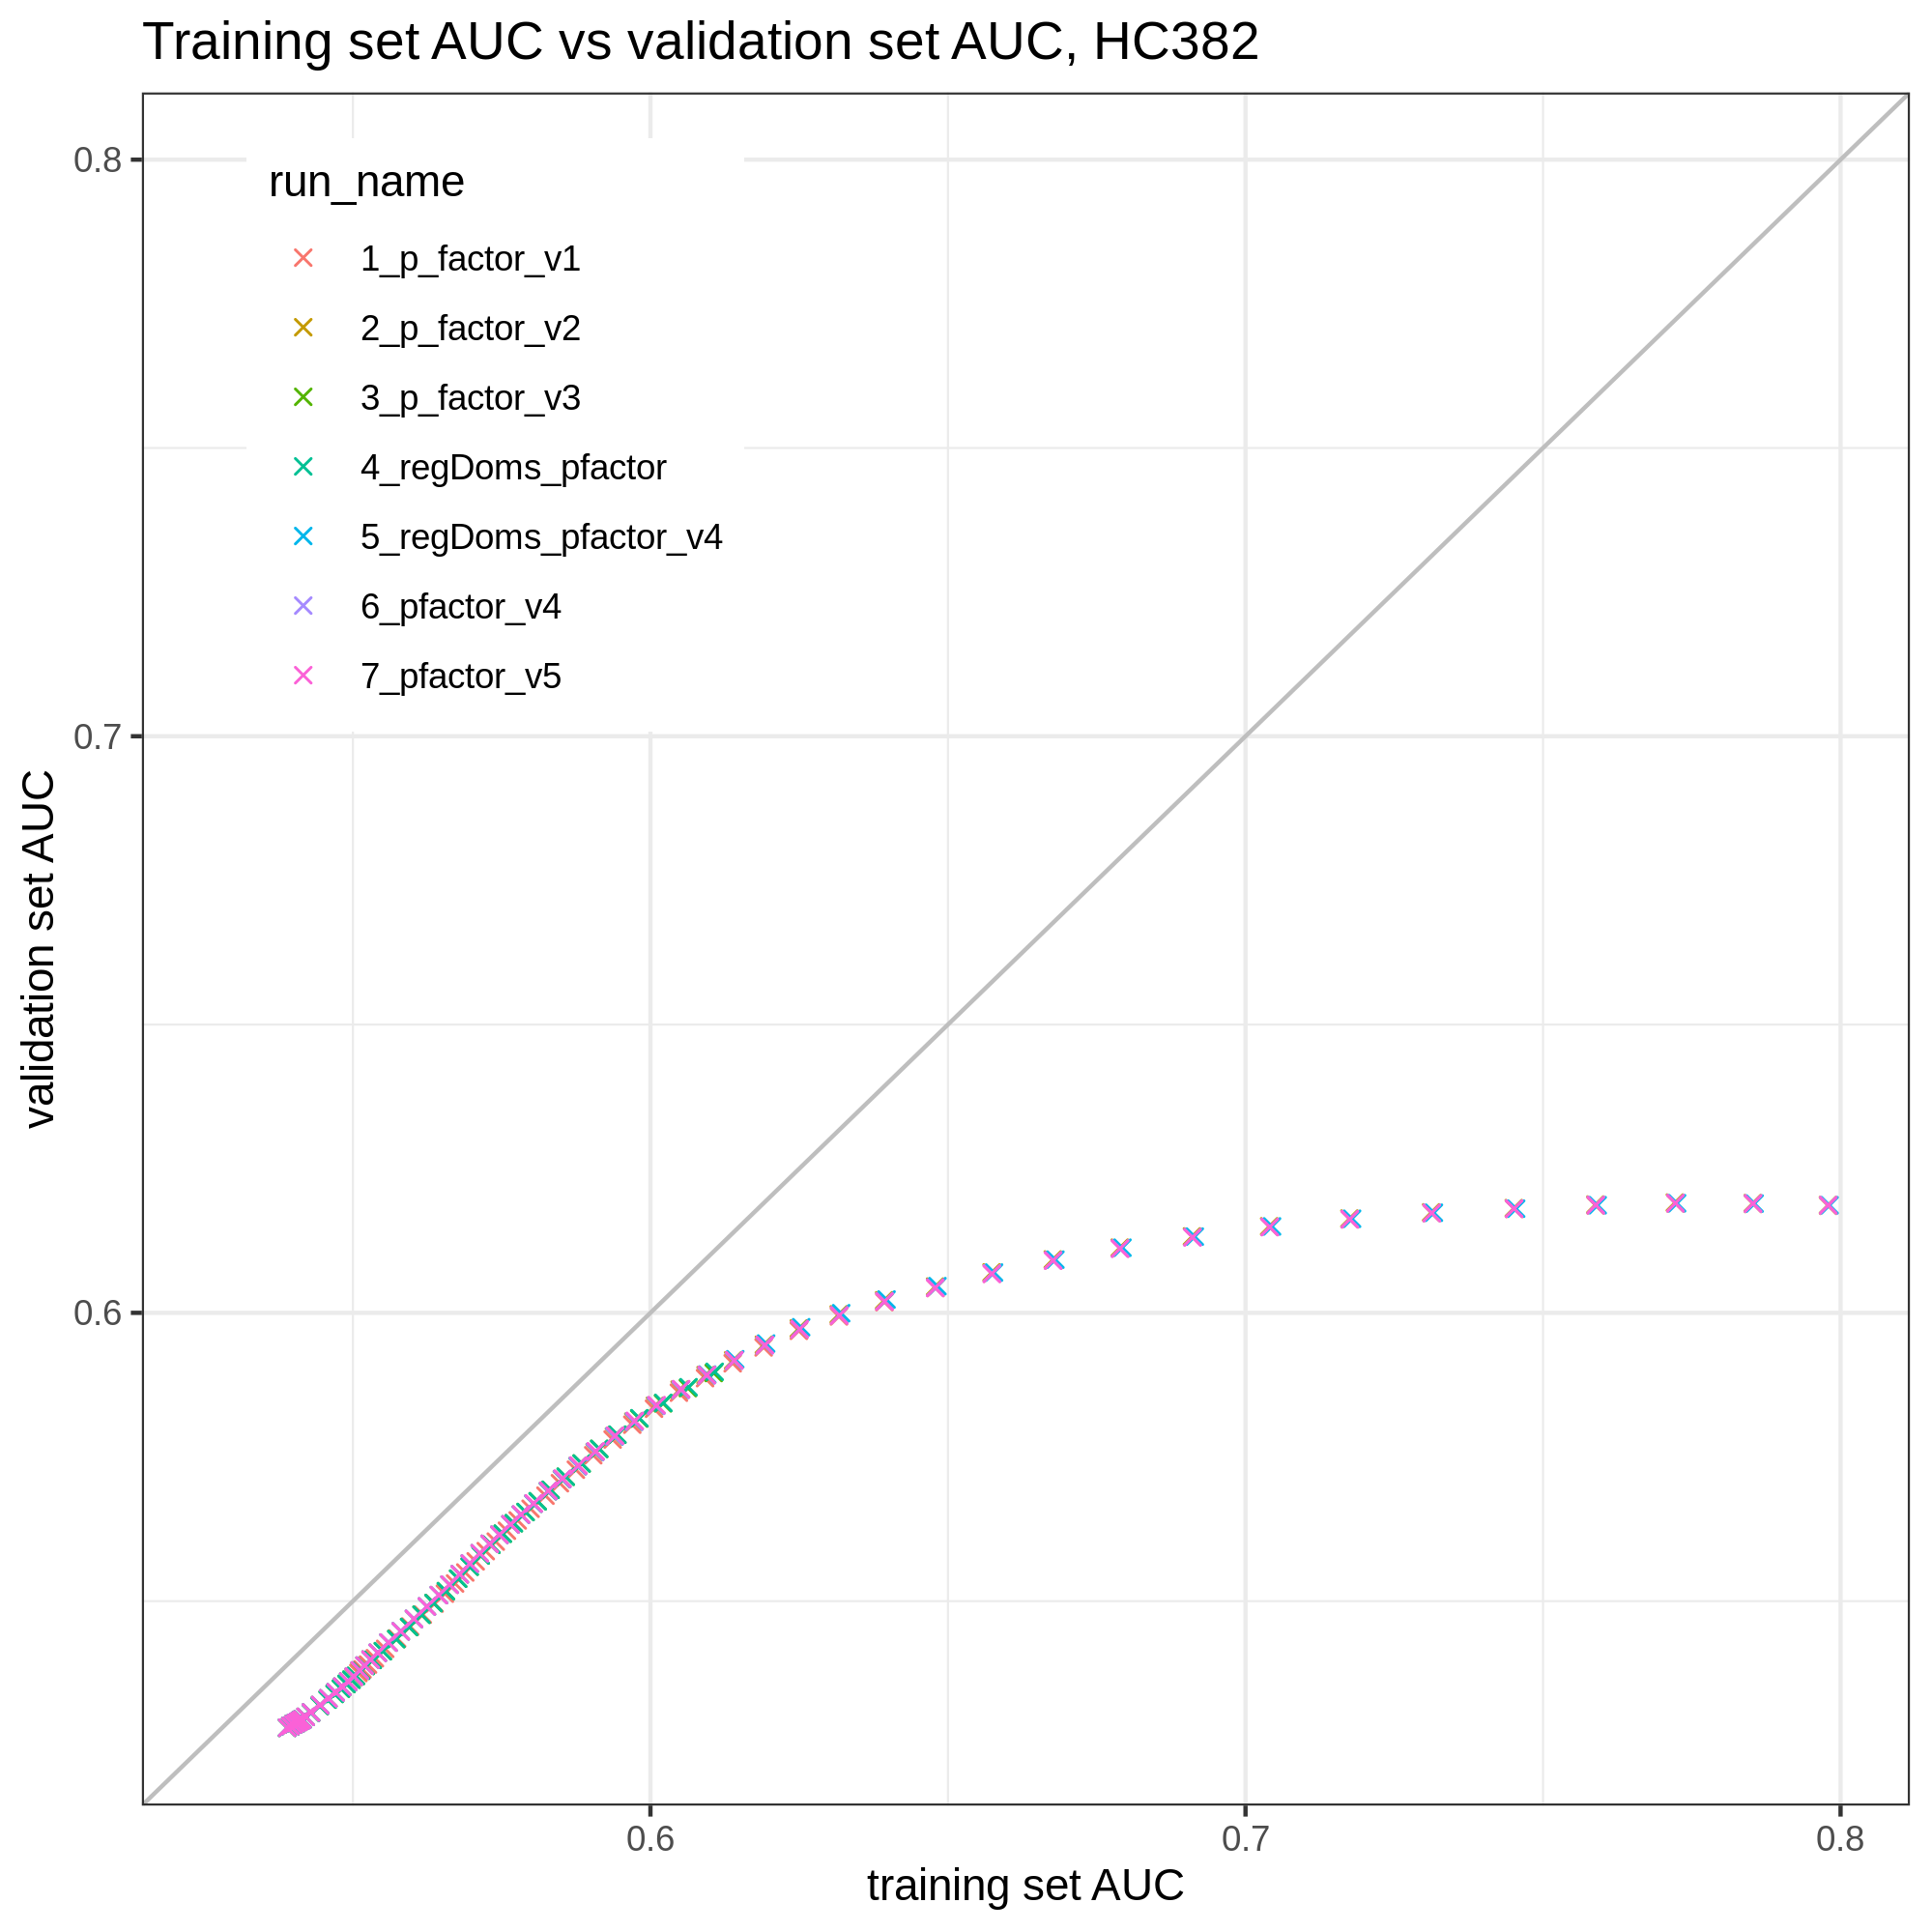 Training set AUC vs validation set AUC, HC382
0.8
run_name
1_p_factor_v1
2_p_factor_v2
3_p_factor_v3
4_regDoms_pfactor
5_regDoms_pfactor_v4
6_pfactor_v4
7_pfactor_v5
0.7
validation set AUC
0.6
0.6 0.7 0.8
training set AUC